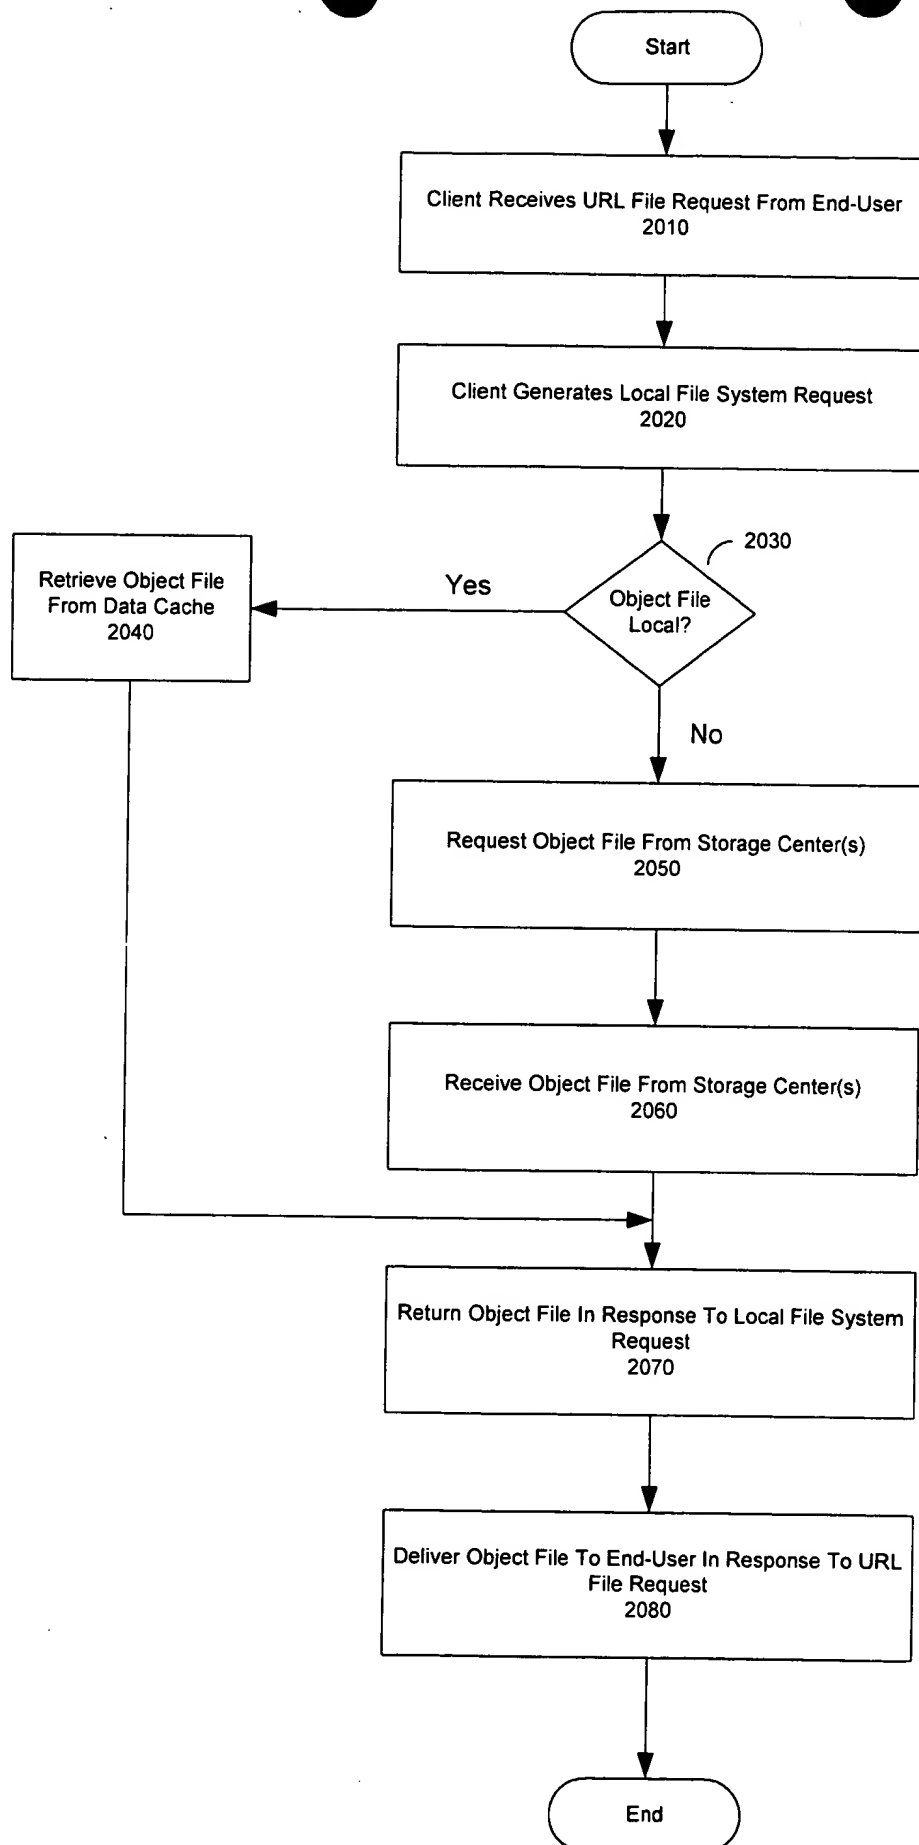 Start
Client Receives URL File Request From End-User
2010
Client Generates Local File System Request
2020
2030
Object File
Local?
Yes
Retrieve Object File
From Data Cache
2040
No
Request Object File From Storage Center(s)
2050
Receive Object File From Storage Center(s)
2060
Return Object File In Response To Local File System
Request
2070
Deliver Object File To End-User In Response To URL
File Request
2080
End